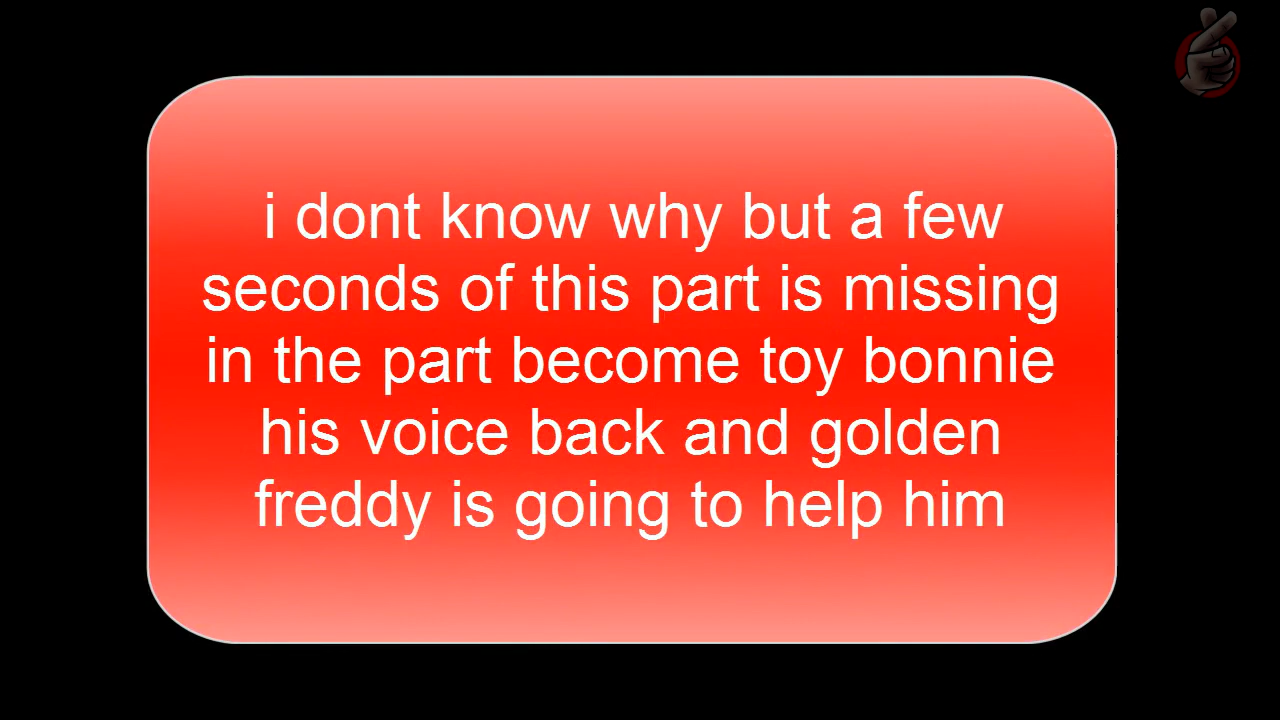 i dont know why but a few
seconds of this part is missing
in the part become toy bonnie
his voice back and golden
freddy is going to help him